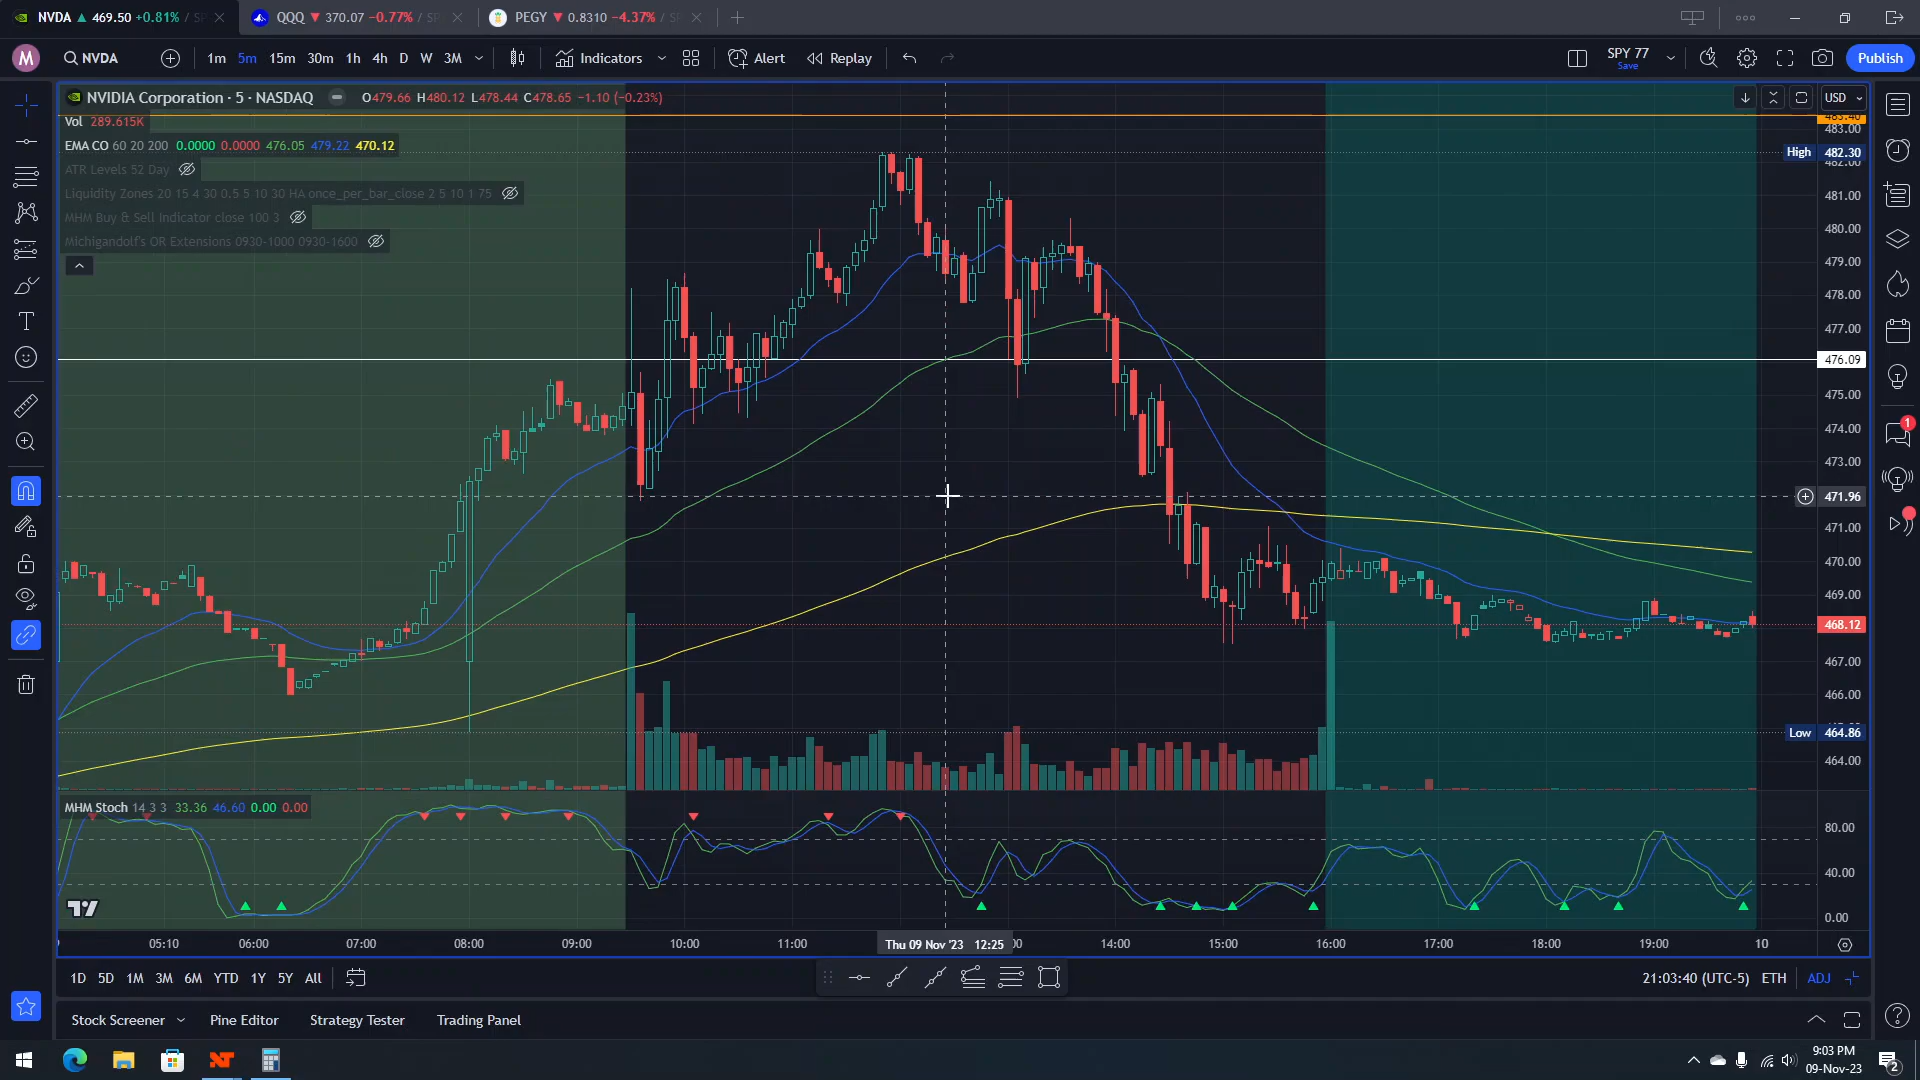 NVDA ▲ 469.50 +0.81% / SP
QQQ ▼ 370.07 −0.77% / SP
PEGY ▼ 0.8310 −4.37% / SP
M
NVDA
1m 5m 15m 30m 1h 4h D W 3M
Indicators
Alert
Replay
SPY 77
Save
Publish
NVIDIA Corporation · 5 · NASDAQ
O479.66 H480.12 L478.44 C478.65 −1.10 (−0.23%)
USD
Vol 289.615K
EMA CO 60 20 200 0.0000 0.0000 476.05 479.22 470.12
ATR Levels 52 Day
Liquidity Zones 20 15 4 30 0.5 5 10 30 HA once_per_bar_close 2 5 10 1 75
MHM Buy & Sell Indicator close 100 3
Michigandolf's OR Extensions 0930-1000 0930-1600
483.40
483.00
High 482.30
482.00
481.00
480.00
479.00
478.00
477.00
476.09
475.00
474.00
473.00
471.96
471.00
470.00
469.00
468.12
467.00
466.00
Low 464.86
464.00
1
MHM Stoch 14 3 3 33.36 46.60 0.00 0.00
80.00
40.00
0.00
05:10 06:00 07:00 08:00 09:00 10:00 11:00 Thu 09 Nov '23 12:25 14:00 15:00 16:00 17:00 18:00 19:00 10
1D 5D 1M 3M 6M YTD 1Y 5Y All
21:03:40 (UTC-5) ETH ADJ
Stock Screener Pine Editor Strategy Tester Trading Panel
9:03 PM
09-Nov-23
2